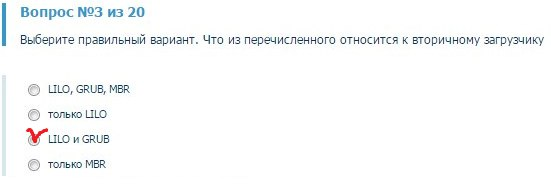 Вопрос №3 из 20
Выберите правильный вариант. Что из перечисленного относится к вторичному загрузчику
LILO, GRUB, MBR
только LILO
LILO и GRUB
только MBR